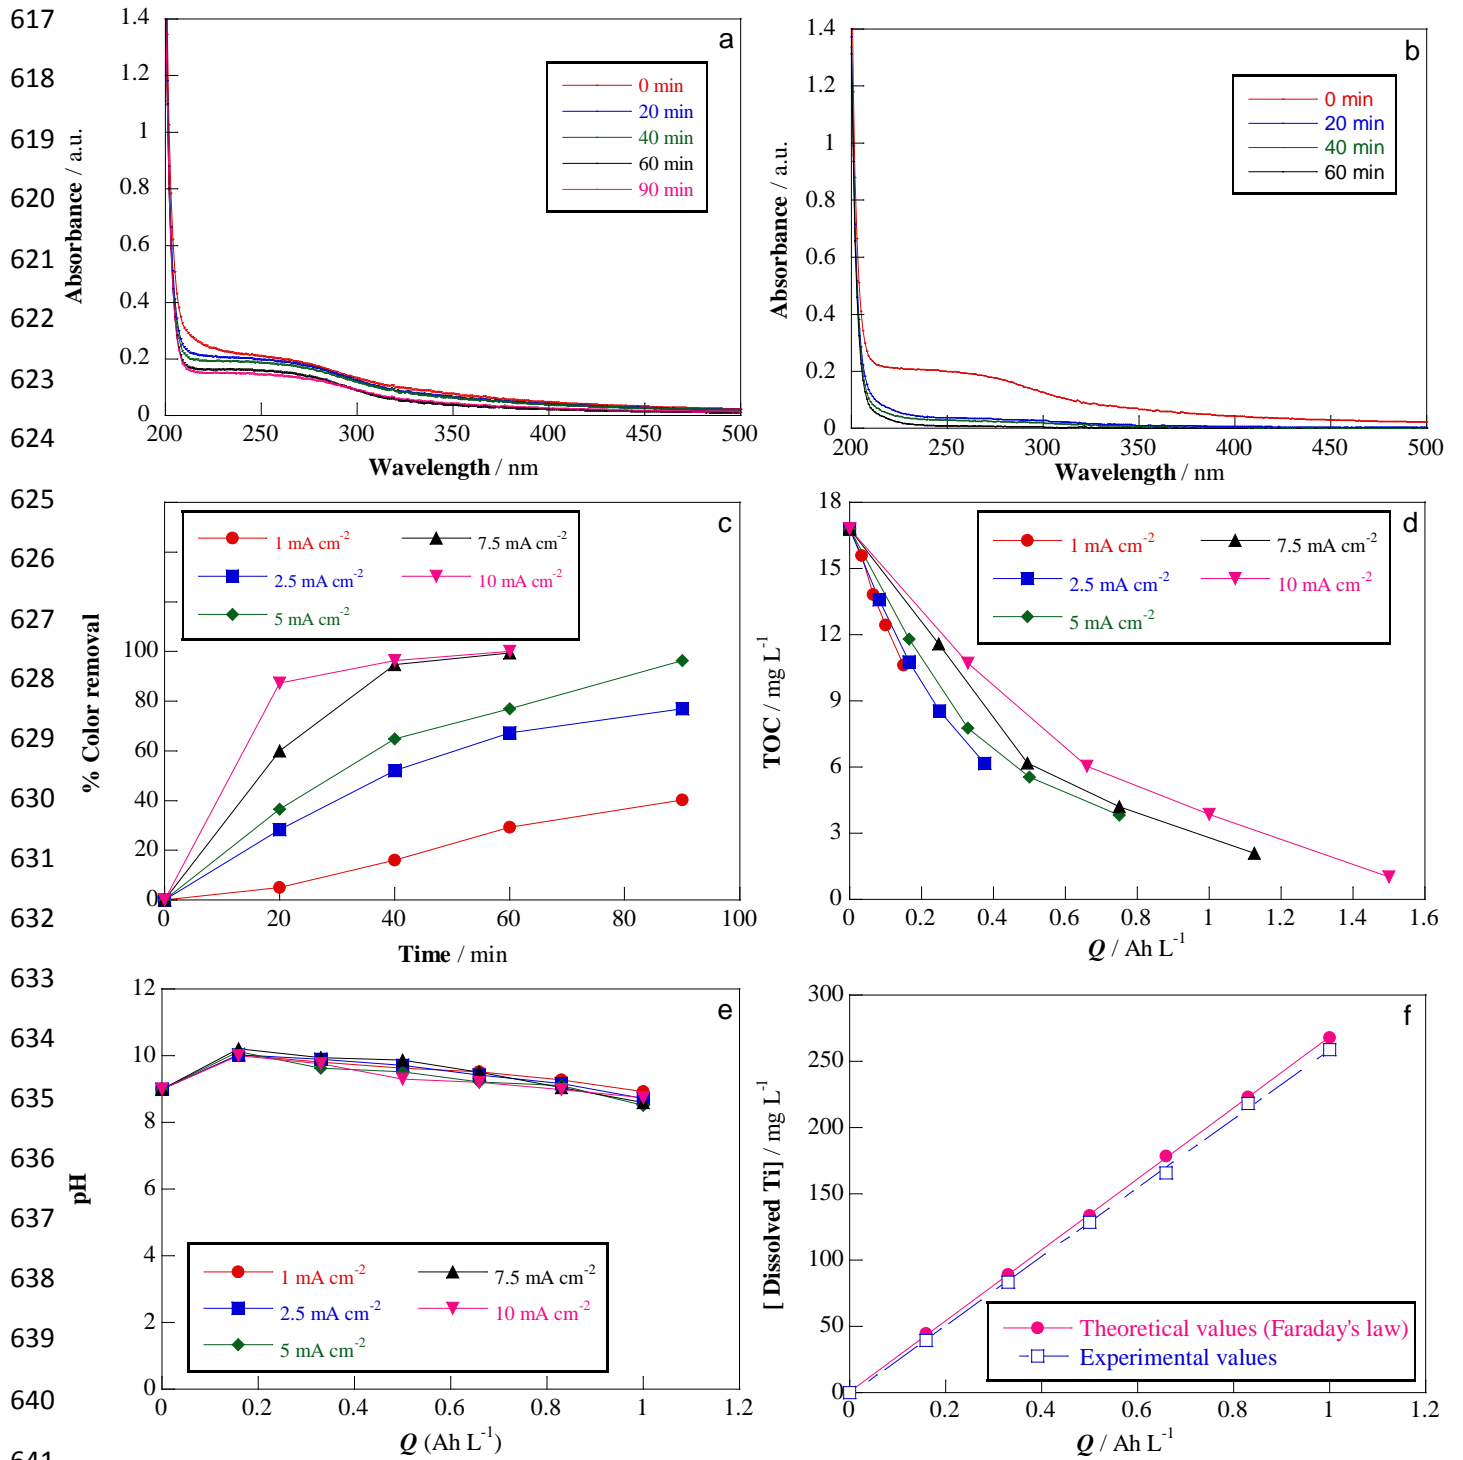 617
618
619
620
621
622
623
624
625
626
627
628
629
630
631
632
633
634
635
636
637
638
639
640
a
1.4
1.2
1
0.8
0.6
0.4
0.2
0
200 250 300 350 400 450 500
Absorbance / a.u.
Wavelength / nm
0 min
20 min
40 min
60 min
90 min
b
1.4
1.2
1
0.8
0.6
0.4
0.2
0
200 250 300 350 400 450 500
Absorbance / a.u.
Wavelength / nm
0 min
20 min
40 min
60 min
c
1 mA cm-2
2.5 mA cm-2
5 mA cm-2
7.5 mA cm-2
10 mA cm-2
100
80
60
40
20
0
0 20 40 60 80 100
% Color removal
Time / min
d
1 mA cm-2
2.5 mA cm-2
5 mA cm-2
7.5 mA cm-2
10 mA cm-2
18
15
12
9
6
3
0
0 0.2 0.4 0.6 0.8 1 1.2 1.4 1.6
TOC / mg L-1
Q / Ah L-1
e
12
10
8
6
4
2
0
0 0.2 0.4 0.6 0.8 1 1.2
pH
Q (Ah L-1)
1 mA cm-2
2.5 mA cm-2
5 mA cm-2
7.5 mA cm-2
10 mA cm-2
f
300
250
200
150
100
50
0
0 0.2 0.4 0.6 0.8 1 1.2
[ Dissolved Ti] / mg L-1
Q / Ah L-1
Theoretical values (Faraday's law)
Experimental values